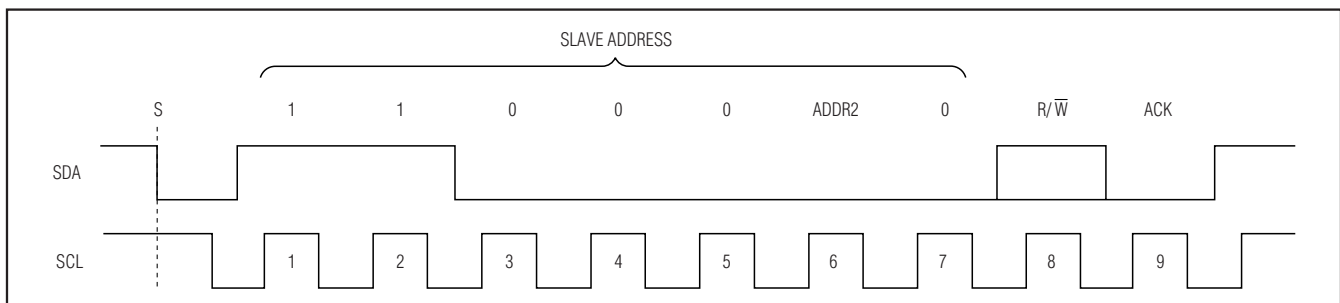 SLAVE ADDRESS
S 1 1 0 0 0 ADDR2 0 R/W̅ ACK
SDA
SCL 1 2 3 4 5 6 7 8 9